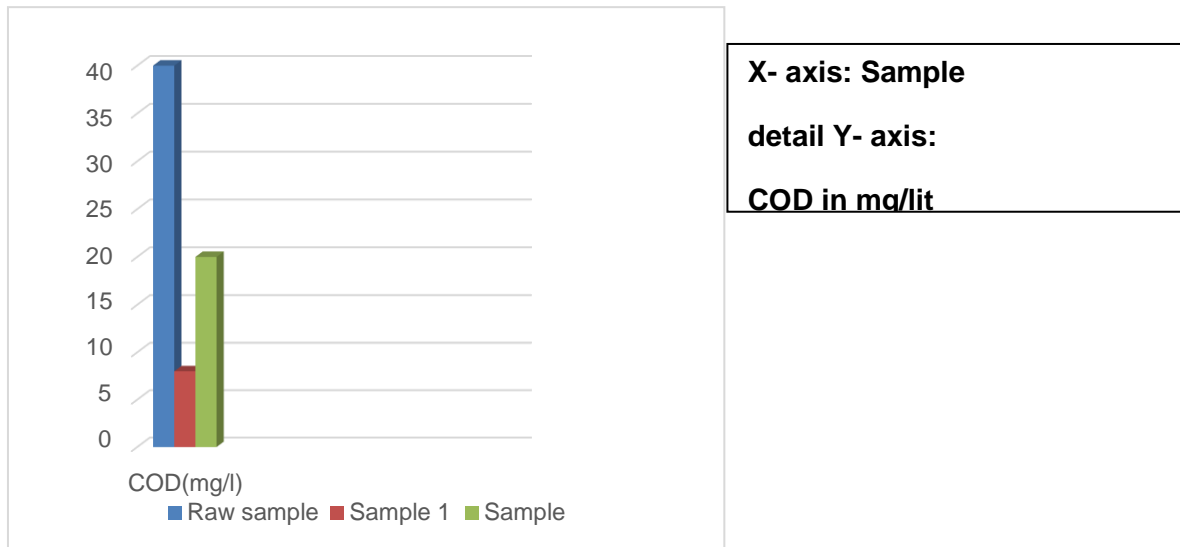 40
35
30
25
20
15
10
5
0
COD(mg/l)
Raw sample Sample 1 Sample
X- axis: Sample
detail Y- axis:
COD in mg/lit